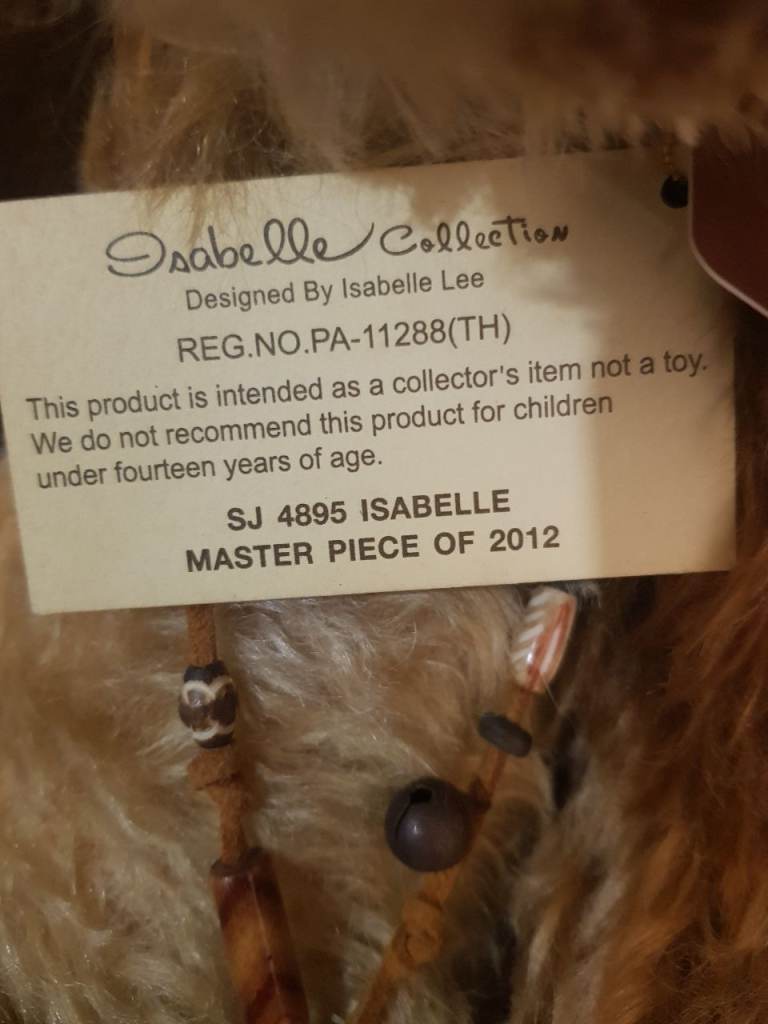 Isabelle Collection
Designed By Isabelle Lee
REG.NO.PA-11288(TH)
This product is intended as a collector's item not a toy.
We do not recommend this product for children
under fourteen years of age.
SJ 4895 ISABELLE
MASTER PIECE OF 2012